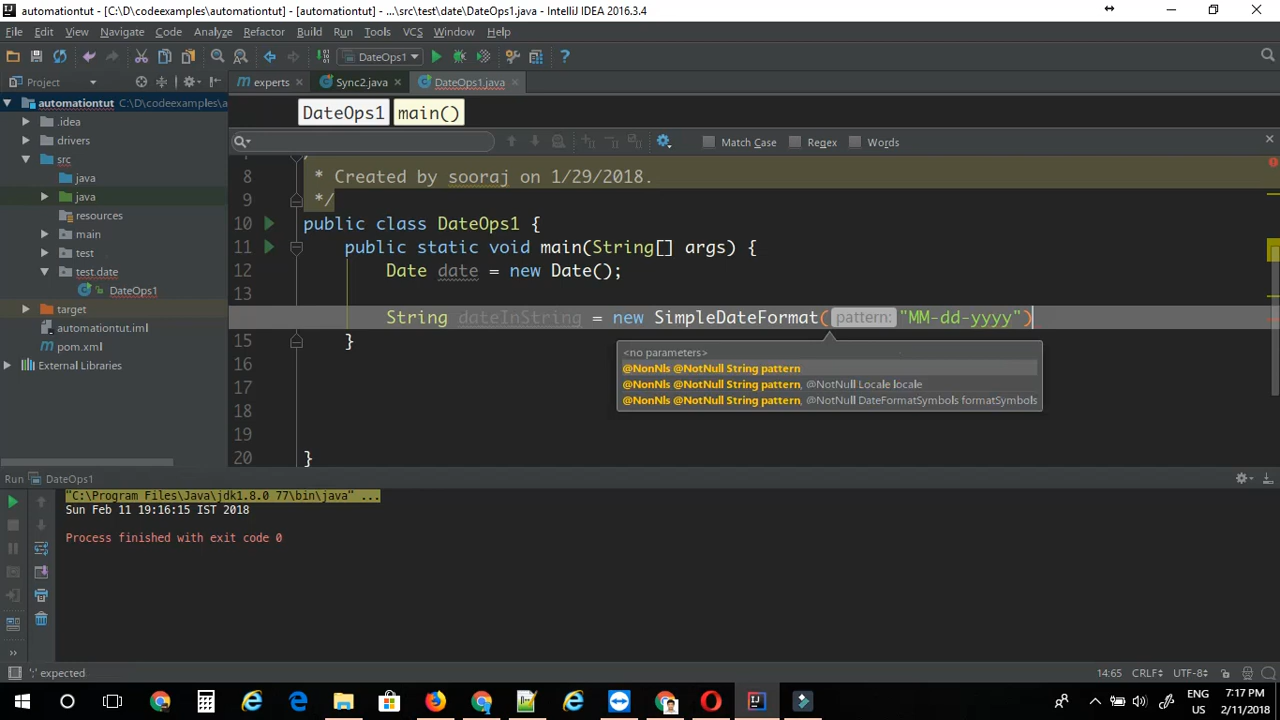 automationtut - [C:\D\codeexamples\automationtut] - [automationtut] - ...\src\test\date\DateOps1.java - IntelliJ IDEA 2016.3.4
File Edit View Navigate Code Analyze Refactor Build Run Tools VCS Window Help
DateOps1
Project
experts
Sync2.java
DateOps1.java
automationtut C:\D\codeexamples\a
DateOps1 main()
.idea
drivers
Match Case Regex Words
src
java
java
resources
main
test
test.date
DateOps1
target
automationtut.iml
pom.xml
External Libraries
8 * Created by sooraj on 1/29/2018.
9 */
10 public class DateOps1 {
11 public static void main(String[] args) {
12 Date date = new Date();
13
String dateInString = new SimpleDateFormat( pattern: "MM-dd-yyyy")
15 }
<no parameters>
@NonNls @NotNull String pattern
@NonNls @NotNull String pattern, @NotNull Locale locale
@NonNls @NotNull String pattern, @NotNull DateFormatSymbols formatSymbols
16
17
18
19
20 }
Run DateOps1
"C:\Program Files\Java\jdk1.8.0 77\bin\java" ...
Sun Feb 11 19:16:15 IST 2018
Process finished with exit code 0
';' expected
14:65 CRLF UTF-8
ENG
US
7:17 PM
2/11/2018